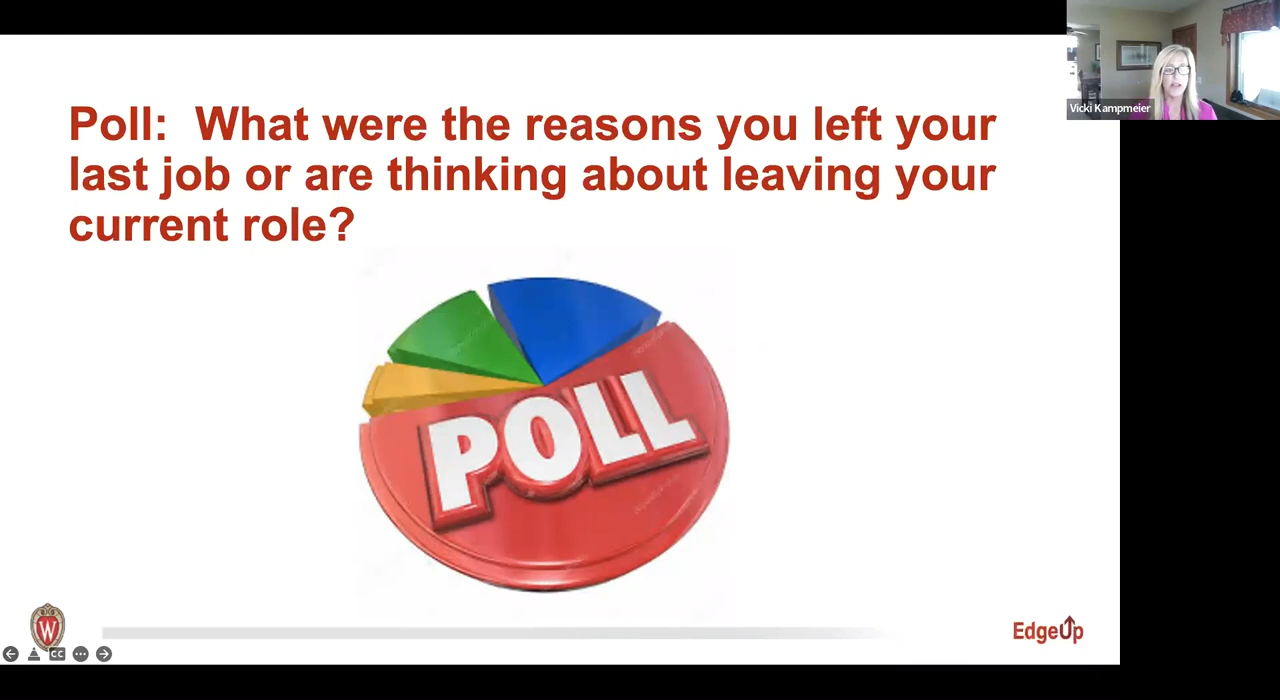 Vicki Kampmeier
Poll:  What were the reasons you left your
last job or are thinking about leaving your
current role?
POLL
W
CC
EdgeUp